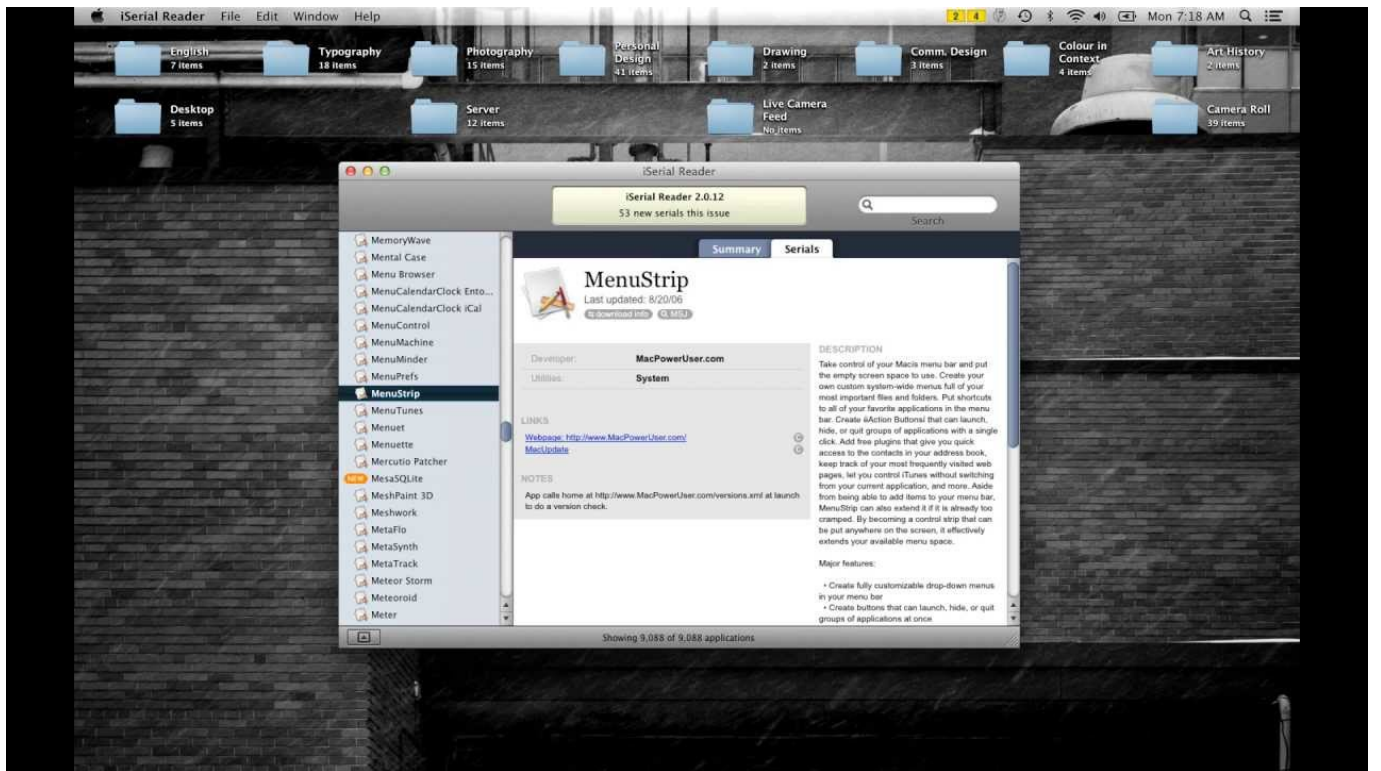 iSerial Reader File Edit Window Help
2 4 Mon 7:18 AM
English
7 items
Typography
18 items
Photography
15 items
Personal
Design
41 items
Drawing
2 items
Comm. Design
3 items
Colour in
Context
4 items
Art History
2 items
Desktop
5 items
Server
12 items
Live Camera
Feed
No items
Camera Roll
39 items
iSerial Reader
iSerial Reader 2.0.12
53 new serials this issue
Search
Summary Serials
MemoryWave
Mental Case
Menu Browser
MenuCalendarClock Ento...
MenuCalendarClock iCal
MenuControl
MenuMachine
MenuMinder
MenuPrefs
MenuStrip
MenuTunes
Menuet
Menuette
Mercutio Patcher
NEW MesaSQLite
MeshPaint 3D
Meshwork
MetaFlo
MetaSynth
MetaTrack
Meteor Storm
Meteoroid
Meter
MenuStrip
Last updated: 8/20/06
download info MSJ
Developer: MacPowerUser.com
Utilities: System
LINKS
Webpage: http://www.MacPowerUser.com/
MacUpdate
NOTES
App calls home at http://www.MacPowerUser.com/versions.xml at launch
to do a version check.
DESCRIPTION
Take control of your Macís menu bar and put
the empty screen space to use. Create your
own custom system-wide menus full of your
most important files and folders. Put shortcuts
to all of your favorite applications in the menu
bar. Create ëAction Buttonsí that can launch,
hide, or quit groups of applications with a single
click. Add free plugins that give you quick
access to the contacts in your address book,
keep track of your most frequently visited web
pages, let you control iTunes without switching
from your current application, and more. Aside
from being able to add items to your menu bar,
MenuStrip can also extend it if it is already too
cramped. By becoming a control strip that can
be put anywhere on the screen, it effectively
extends your available menu space.
Major features:
• Create fully customizable drop-down menus
in your menu bar
• Create buttons that can launch, hide, or quit
groups of applications at once
Showing 9,088 of 9,088 applications